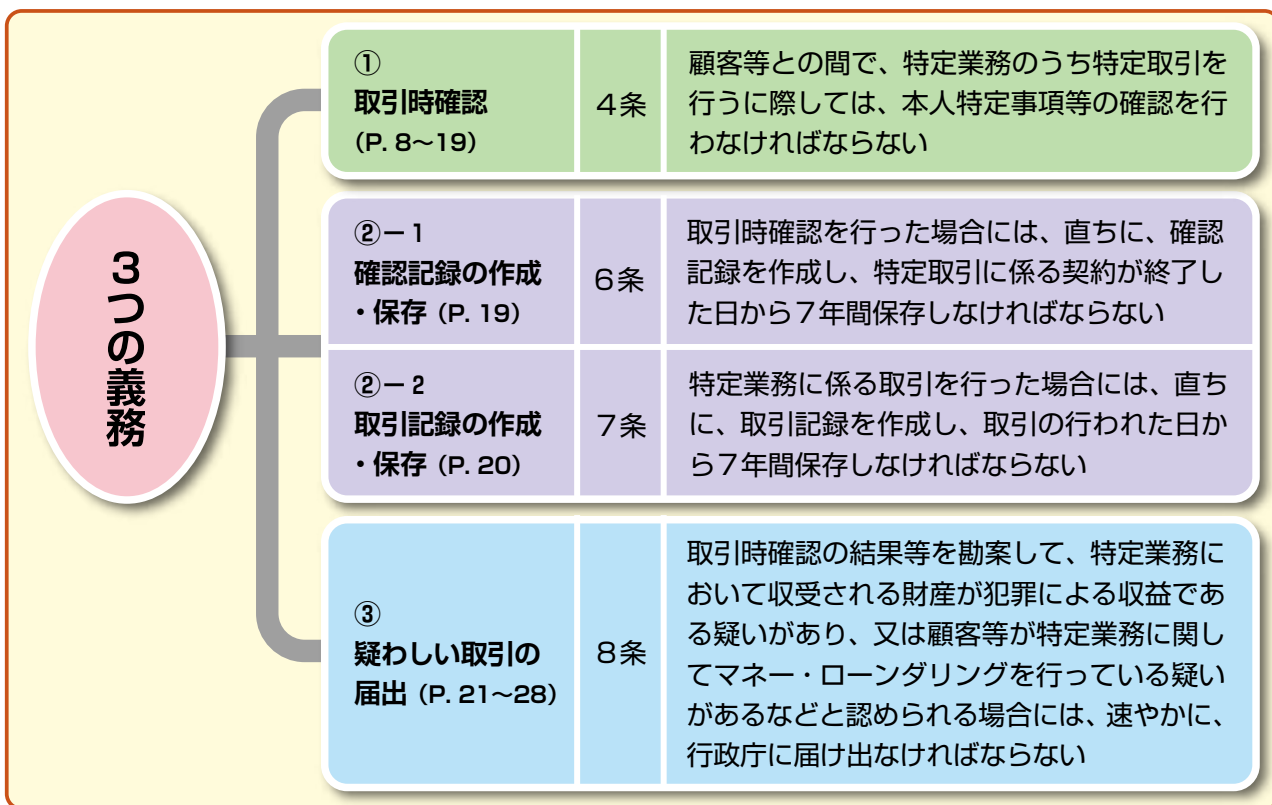 3つの義務
①
取引時確認
(P. 8～19)
4条
顧客等との間で、特定業務のうち特定取引を
行うに際しては、本人特定事項等の確認を行
わなければならない
②－1
確認記録の作成
・保存 (P. 19)
6条
取引時確認を行った場合には、直ちに、確認
記録を作成し、特定取引に係る契約が終了し
た日から7年間保存しなければならない
②－2
取引記録の作成
・保存 (P. 20)
7条
特定業務に係る取引を行った場合には、直ち
に、取引記録を作成し、取引の行われた日か
ら7年間保存しなければならない
③
疑わしい取引の
届出 (P. 21～28)
8条
取引時確認の結果等を勘案して、特定業務に
おいて収受される財産が犯罪による収益であ
る疑いがあり、又は顧客等が特定業務に関し
てマネー・ローンダリングを行っている疑い
があるなどと認められる場合には、速やかに、
行政庁に届け出なければならない